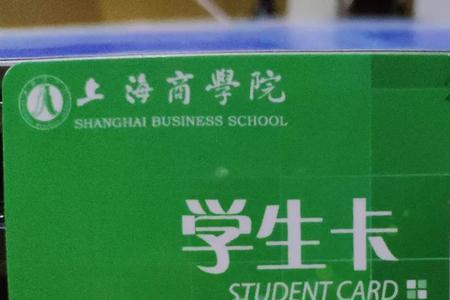 上海商學院
SHANGHAI BUSINESS SCHOOL
学生卡
STUDENT CARD